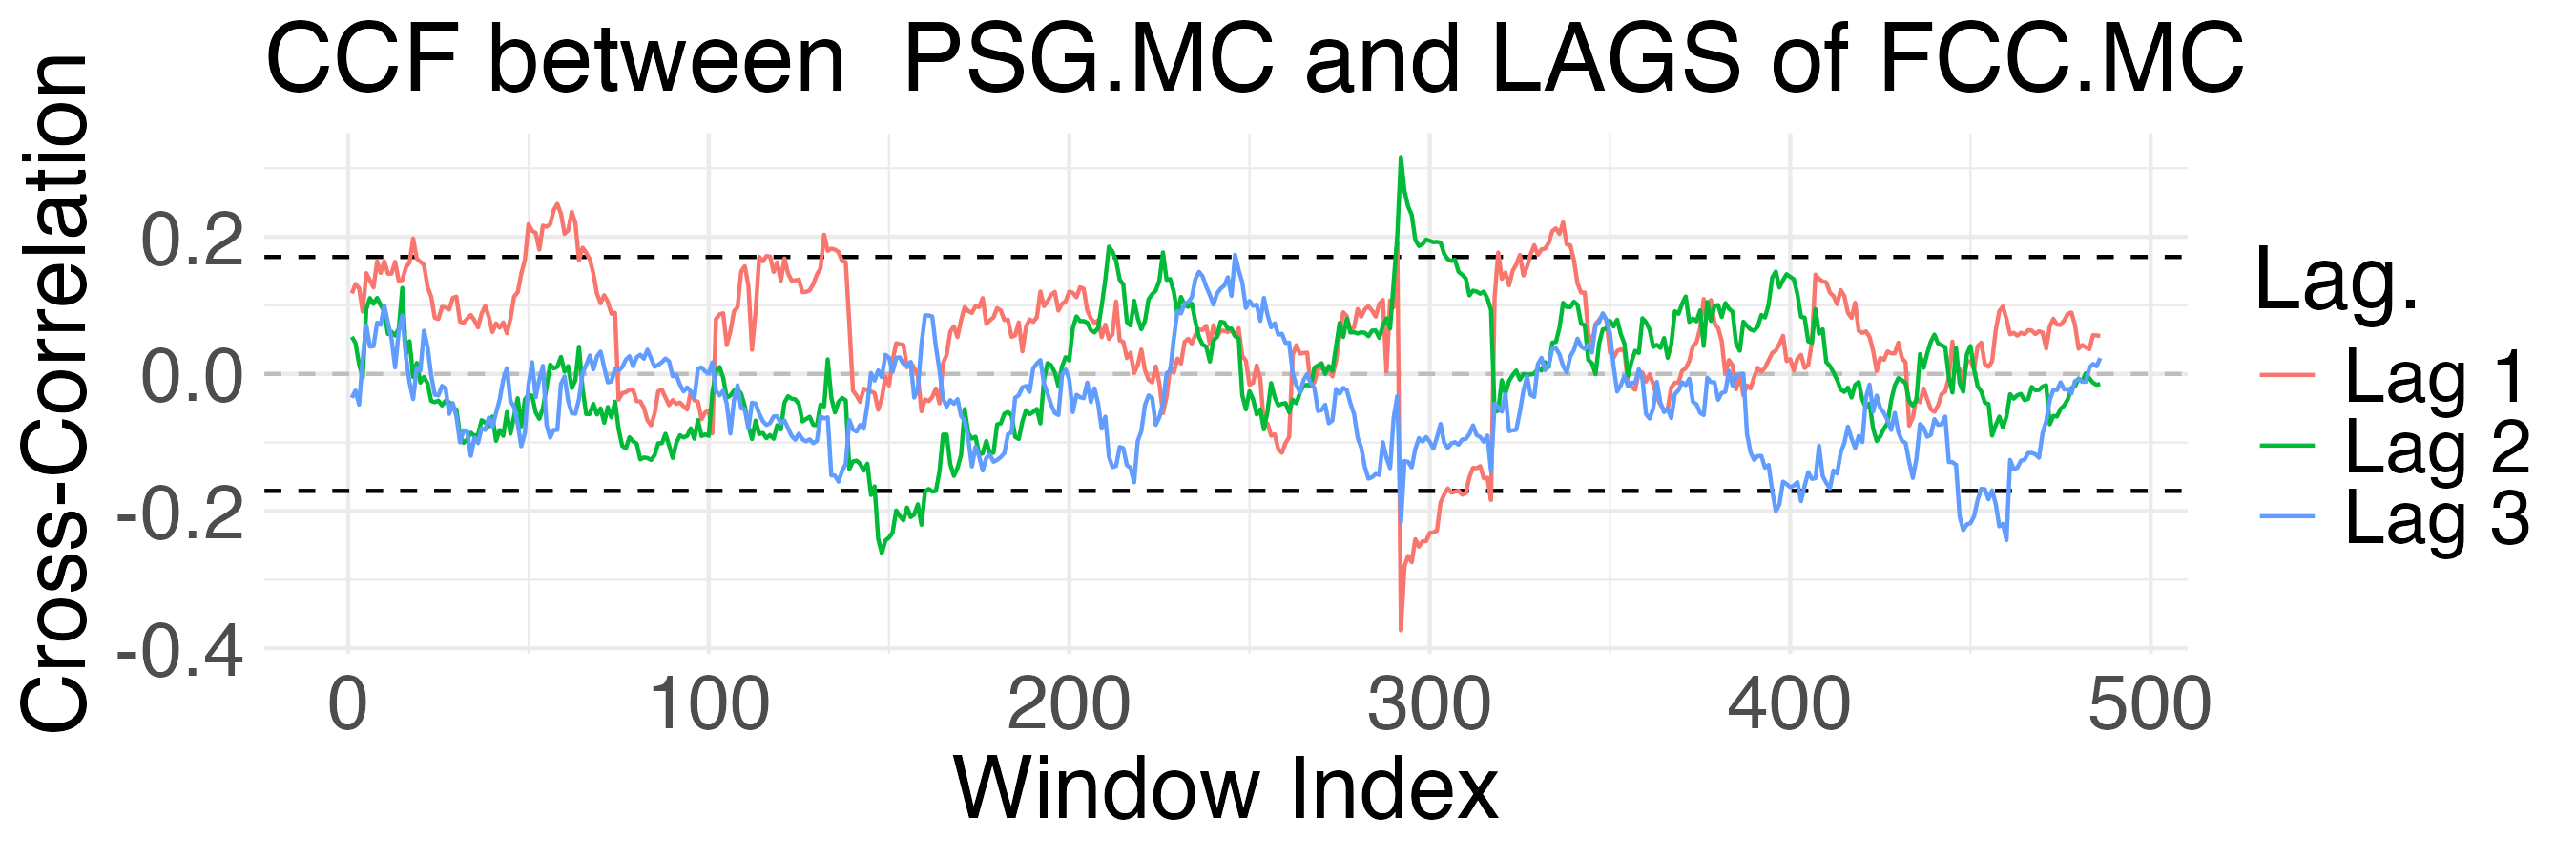 CCF between  PSG.MC and LAGS of FCC.MC
Cross-Correlation
0.2
0.0
-0.2
-0.4
0 100 200 300 400 500
Window Index
Lag.
Lag 1
Lag 2
Lag 3